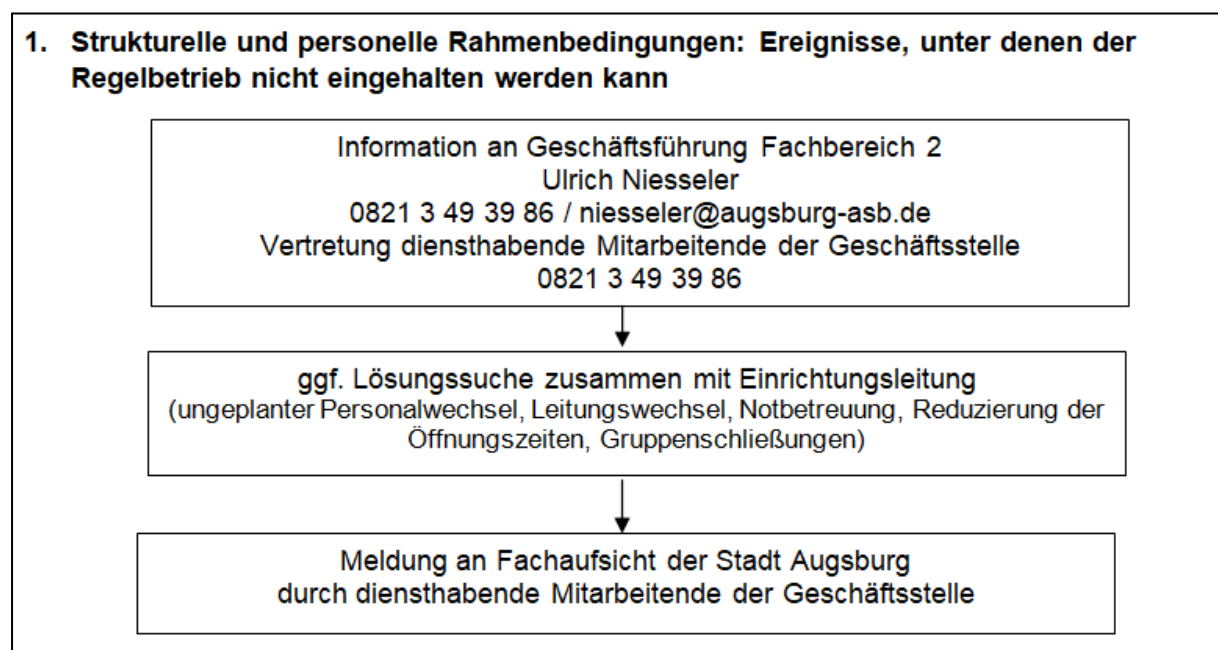 1. Strukturelle und personelle Rahmenbedingungen: Ereignisse, unter denen der
Regelbetrieb nicht eingehalten werden kann
Information an Geschäftsführung Fachbereich 2
Ulrich Niesseler
0821 3 49 39 86 / niesseler@augsburg-asb.de
Vertretung diensthabende Mitarbeitende der Geschäftsstelle
0821 3 49 39 86
ggf. Lösungssuche zusammen mit Einrichtungsleitung
(ungeplanter Personalwechsel, Leitungswechsel, Notbetreuung, Reduzierung der
Öffnungszeiten, Gruppenschließungen)
Meldung an Fachaufsicht der Stadt Augsburg
durch diensthabende Mitarbeitende der Geschäftsstelle